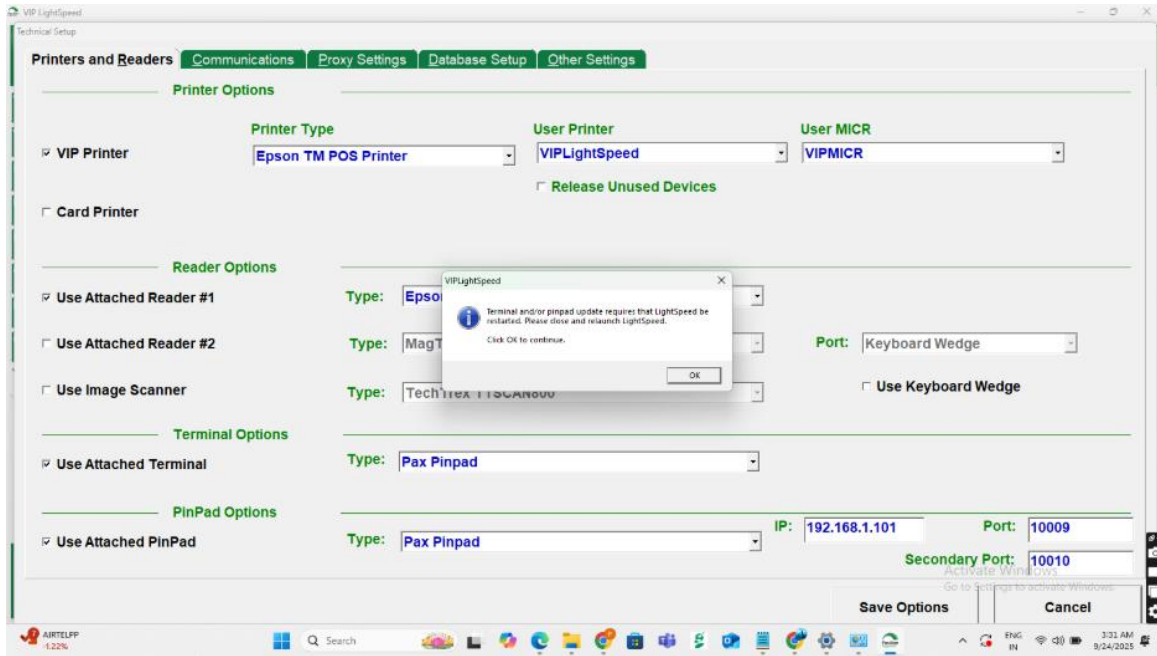 VIP LightSpeed
Technical Setup
Printers and Readers Communications Proxy Settings Database Setup Other Settings
Printer Options
Printer Type User Printer User MICR
VIP Printer Epson TM POS Printer VIPLightSpeed VIPMICR
Release Unused Devices
Card Printer
Reader Options
VIPLightSpeed
Use Attached Reader #1 Type: Epso
Terminal and/or pinpad update requires that LightSpeed be
restarted. Please close and relaunch LightSpeed.
Click OK to continue.
OK
Use Attached Reader #2 Type: MagT Port: Keyboard Wedge
Use Image Scanner Type: TechTrex TTSCAN800 Use Keyboard Wedge
Terminal Options
Use Attached Terminal Type: Pax Pinpad
PinPad Options
IP: 192.168.1.101 Port: 10009
Use Attached PinPad Type: Pax Pinpad
Secondary Port: 10010
Activate Windows
Go to Settings to activate Windows.
Save Options Cancel
AIRTELPP
-1.22%
Search
ENG
IN
3:31 AM
9/24/2025